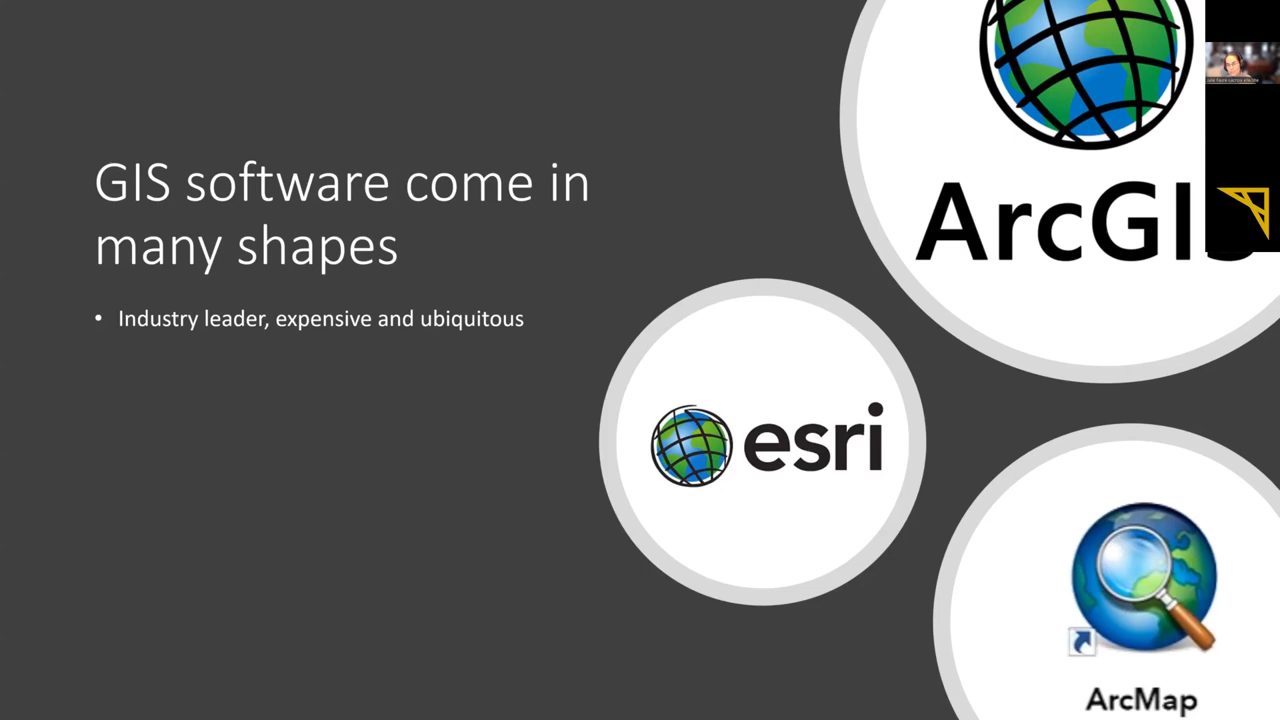 GIS software come in
many shapes
• Industry leader, expensive and ubiquitous
ArcGIS
esri
ArcMap